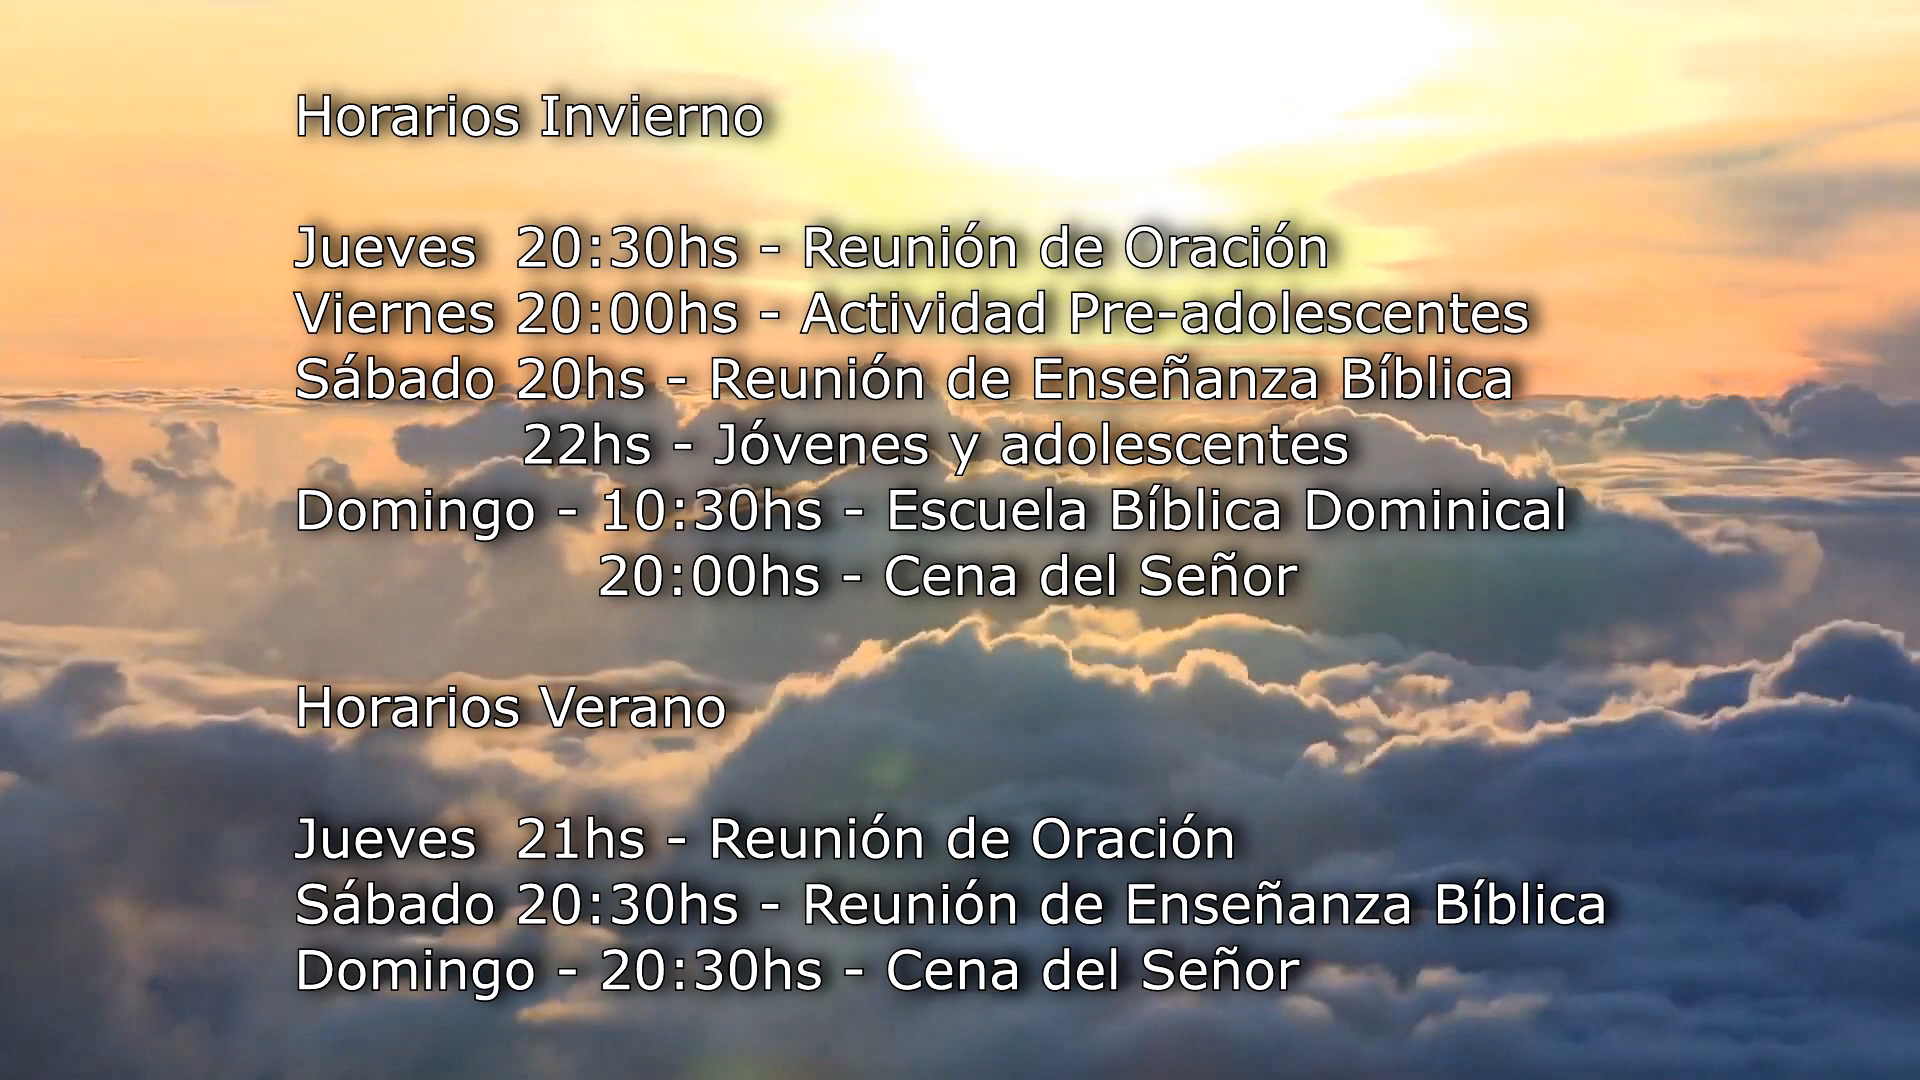 Horarios Invierno
Jueves  20:30hs - Reunión de Oración
Viernes 20:00hs - Actividad Pre-adolescentes
Sábado 20hs - Reunión de Enseñanza Bíblica
22hs - Jóvenes y adolescentes
Domingo - 10:30hs - Escuela Bíblica Dominical
20:00hs - Cena del Señor
Horarios Verano
Jueves  21hs - Reunión de Oración
Sábado 20:30hs - Reunión de Enseñanza Bíblica
Domingo - 20:30hs - Cena del Señor